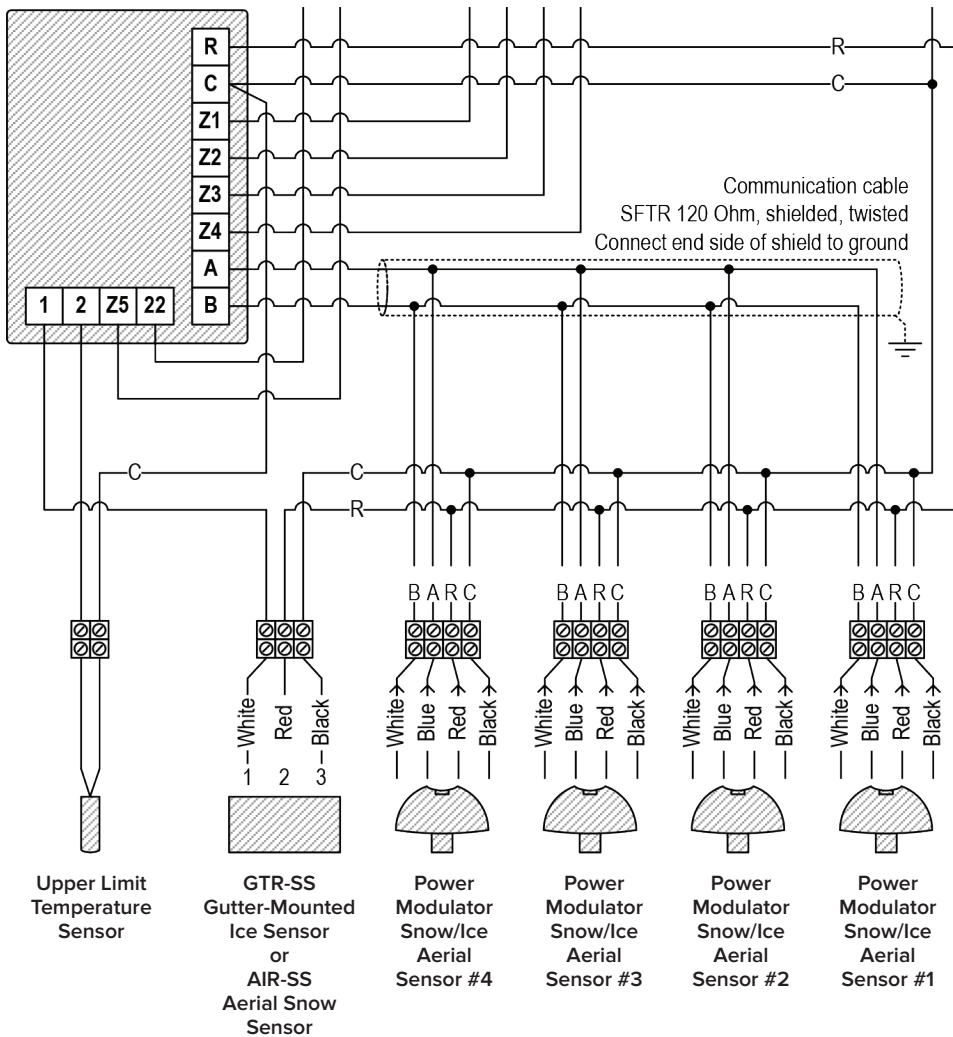 R
R
C
C
Z1
Z2
Z3
Z4
A
B
1 2 Z5 22
Communication cable
SFTR 120 Ohm, shielded, twisted
Connect end side of shield to ground
C
C
R
B A R C
B A R C
B A R C
B A R C
White Red Black
1 2 3
White Blue Red Black
White Blue Red Black
White Blue Red Black
White Blue Red Black
Upper Limit
Temperature
Sensor
GTR-SS
Gutter-Mounted
Ice Sensor
or
AIR-SS
Aerial Snow
Sensor
Power
Modulator
Snow/Ice
Aerial
Sensor #4
Power
Modulator
Snow/Ice
Aerial
Sensor #3
Power
Modulator
Snow/Ice
Aerial
Sensor #2
Power
Modulator
Snow/Ice
Aerial
Sensor #1